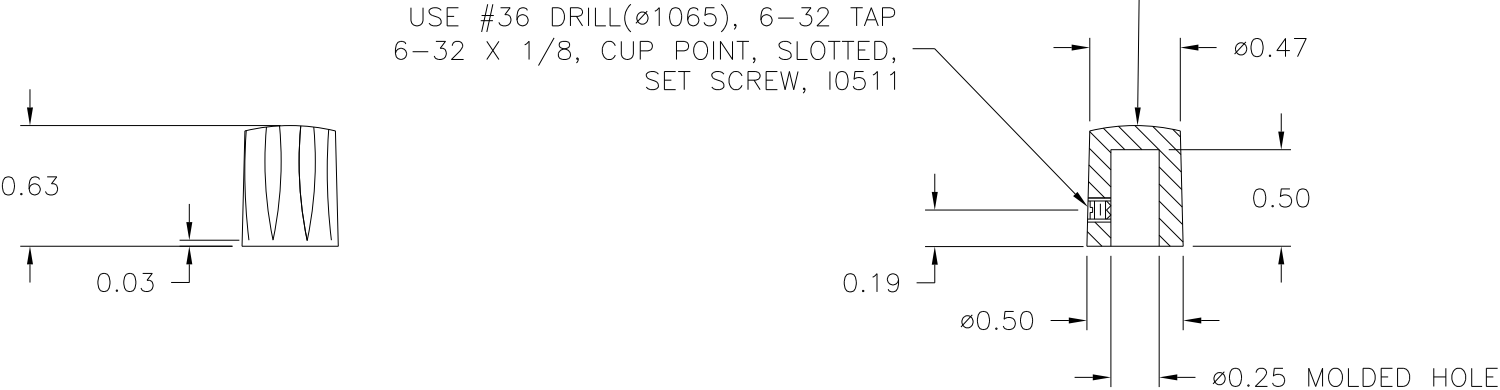 USE #36 DRILL(ø1065), 6-32 TAP
6-32 X 1/8, CUP POINT, SLOTTED,
SET SCREW, I0511
ø0.47
0.63
0.50
0.03
0.19
ø0.50
ø0.25 MOLDED HOLE